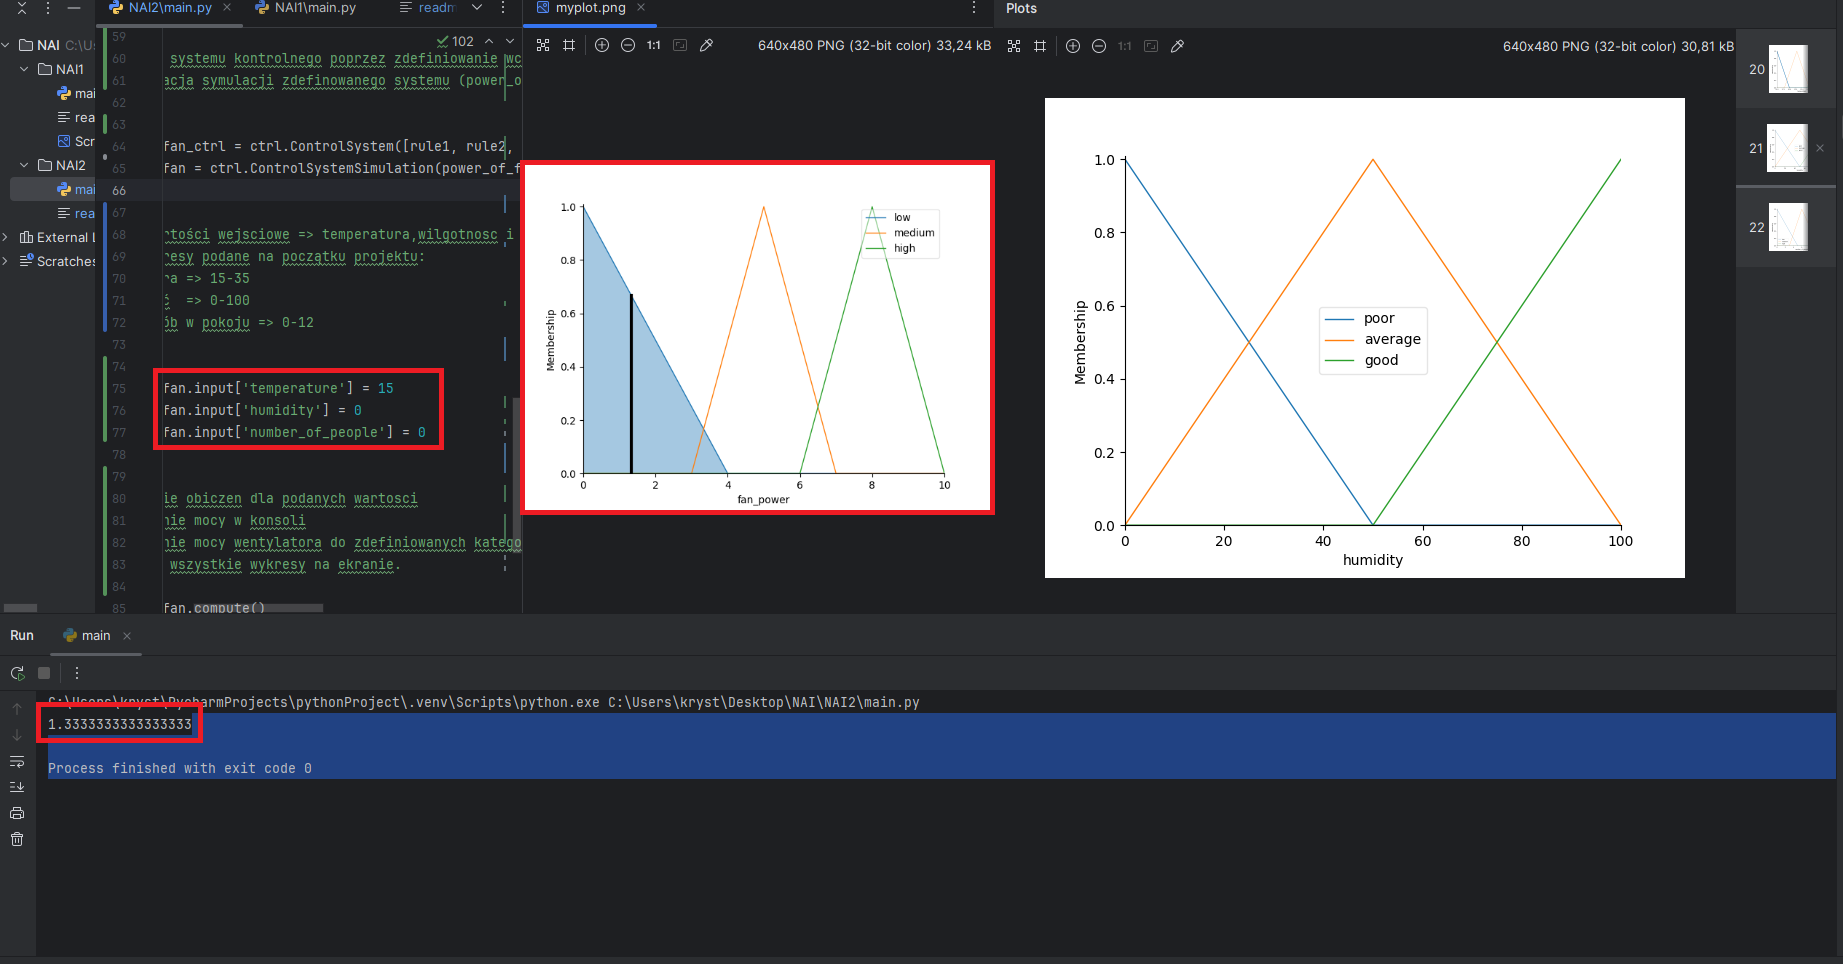 NAI2\main.py
NAI1\main.py
readm
myplot.png
Plots
NAI C:\Us
NAI1
mai
rea
Scr
NAI2
mai
rea
External L
Scratches
102
59
60 systemu kontrolnego poprzez zdefiniowanie wc
61 acja symulacji zdefinowanego systemu (power_o
62
63
64 fan_ctrl = ctrl.ControlSystem([rule1, rule2,
65 fan = ctrl.ControlSystemSimulation(power_of_f
66
67
68 rtości wejsciowe => temperatura,wilgotnosc i
69 resy podane na początku projektu:
70 ra => 15-35
71 ć => 0-100
72 ób w pokoju => 0-12
73
74
75 fan.input['temperature'] = 15
76 fan.input['humidity'] = 0
77 fan.input['number_of_people'] = 0
78
79
80 ie obiczen dla podanych wartosci
81 nie mocy w konsoli
82 nie mocy wentylatora do zdefiniowanych katego
83 wszystkie wykresy na ekranie.
84
85 fan.compute()
1:1
640x480 PNG (32-bit color) 33,24 kB
1.0
0.8
0.6
0.4
0.2
0.0
Membership
0 2 4 6 8 10
fan_power
low
medium
high
1:1
640x480 PNG (32-bit color) 30,81 kB
1.0
0.8
0.6
0.4
0.2
0.0
Membership
0 20 40 60 80 100
humidity
poor
average
good
20
21
22
Run
main
C:\Users\kryst\PycharmProjects\pythonProject\.venv\Scripts\python.exe C:\Users\kryst\Desktop\NAI\NAI2\main.py
1.3333333333333333
Process finished with exit code 0